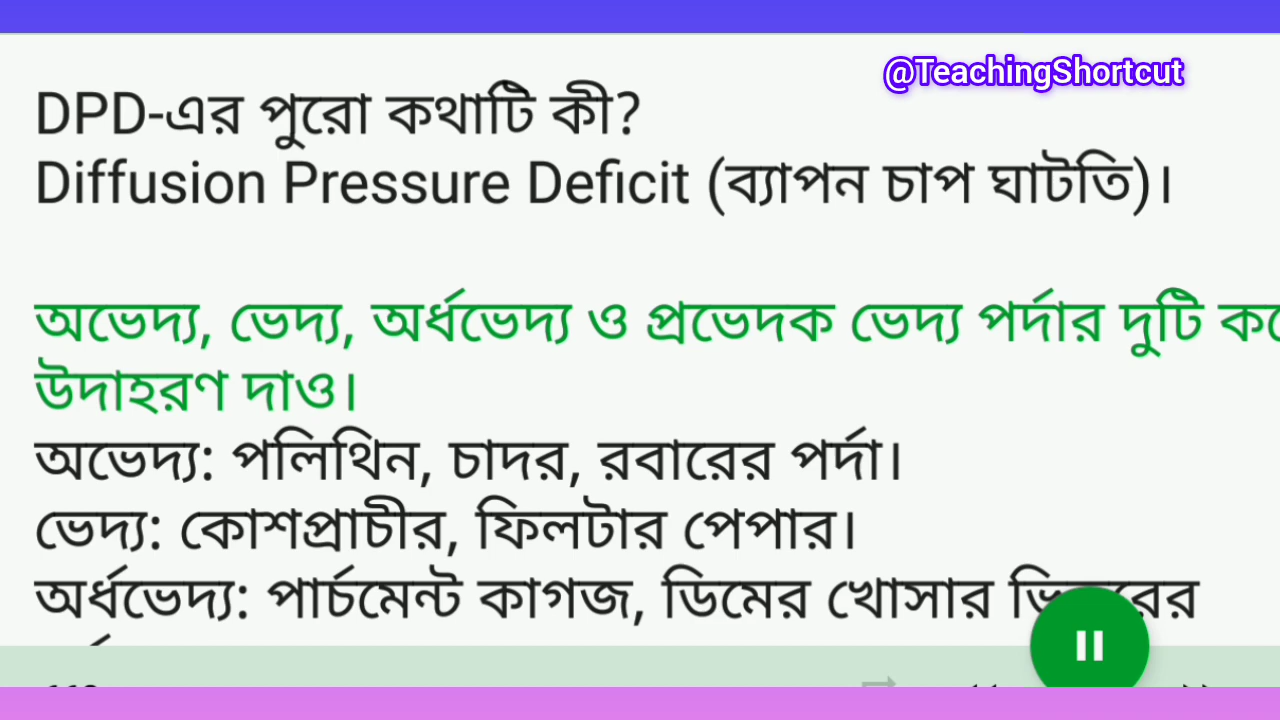 @TeachingShortcut
DPD-এর পুরো কথাটি কী?
Diffusion Pressure Deficit (ব্যাপন চাপ ঘাটতি)।
অভেদ্য, ভেদ্য, অর্ধভেদ্য ও প্রভেদক ভেদ্য পর্দার দুটি
উদাহরণ দাও।
অভেদ্য: পলিথিন, চাদর, রবারের পর্দা।
ভেদ্য: কোশপ্রাচীর, ফিলটার পেপার।
অর্ধভেদ্য: পার্চমেন্ট কাগজ, ডিমের খোসার